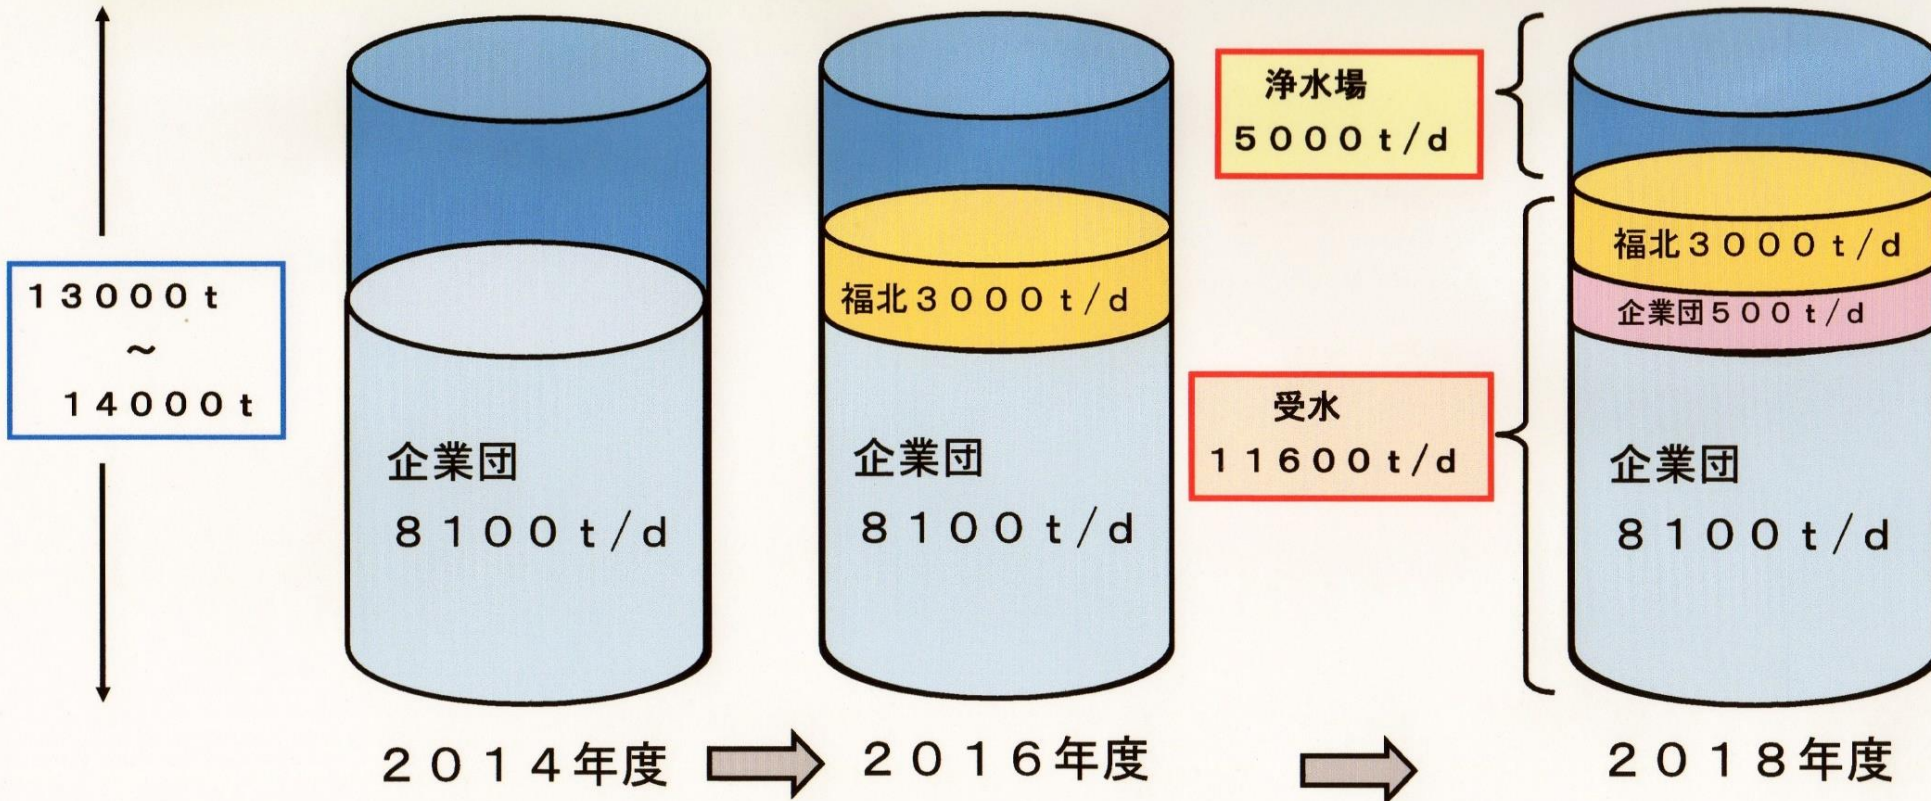 13000t
~
14000t
企業団
8100t/d
2014年度
福北3000t/d
企業団
8100t/d
2016年度
浄水場
5000t/d
受水
11600t/d
福北3000t/d
企業団500t/d
企業団
8100t/d
2018年度